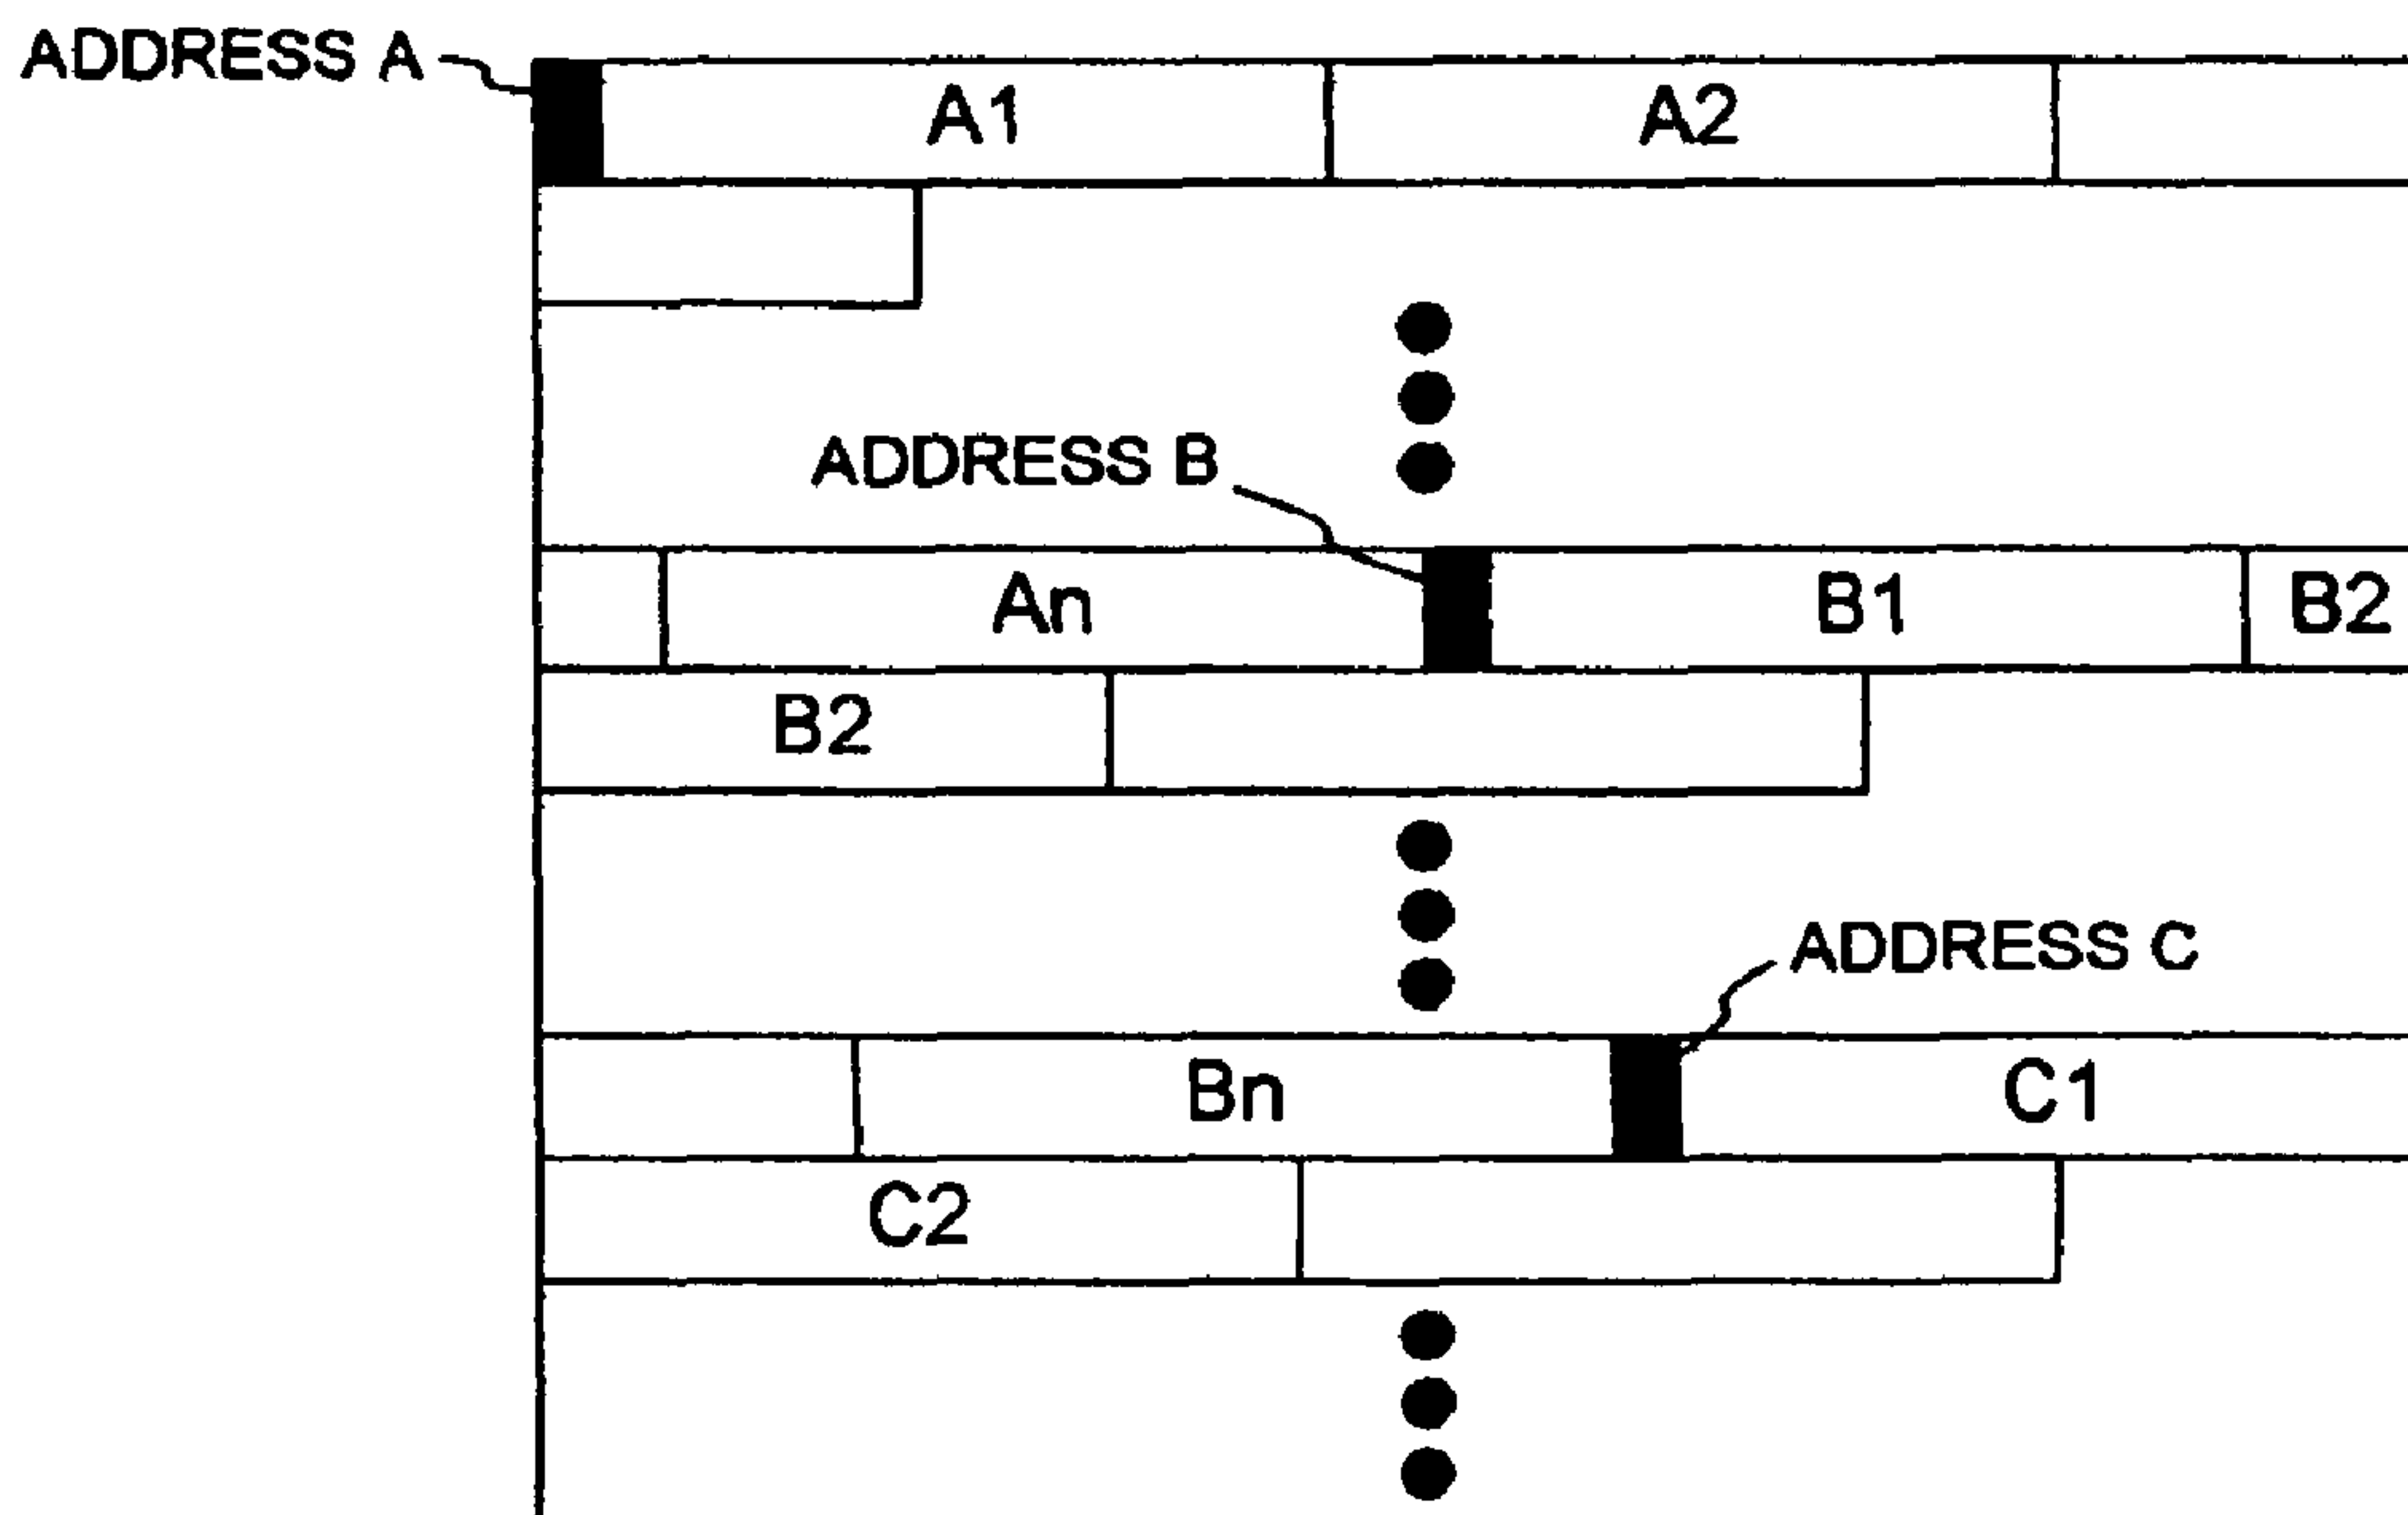 ADDRESS A
A1 A2
ADDRESS B
An B1 B2
B2
ADDRESS C
Bn C1
C2